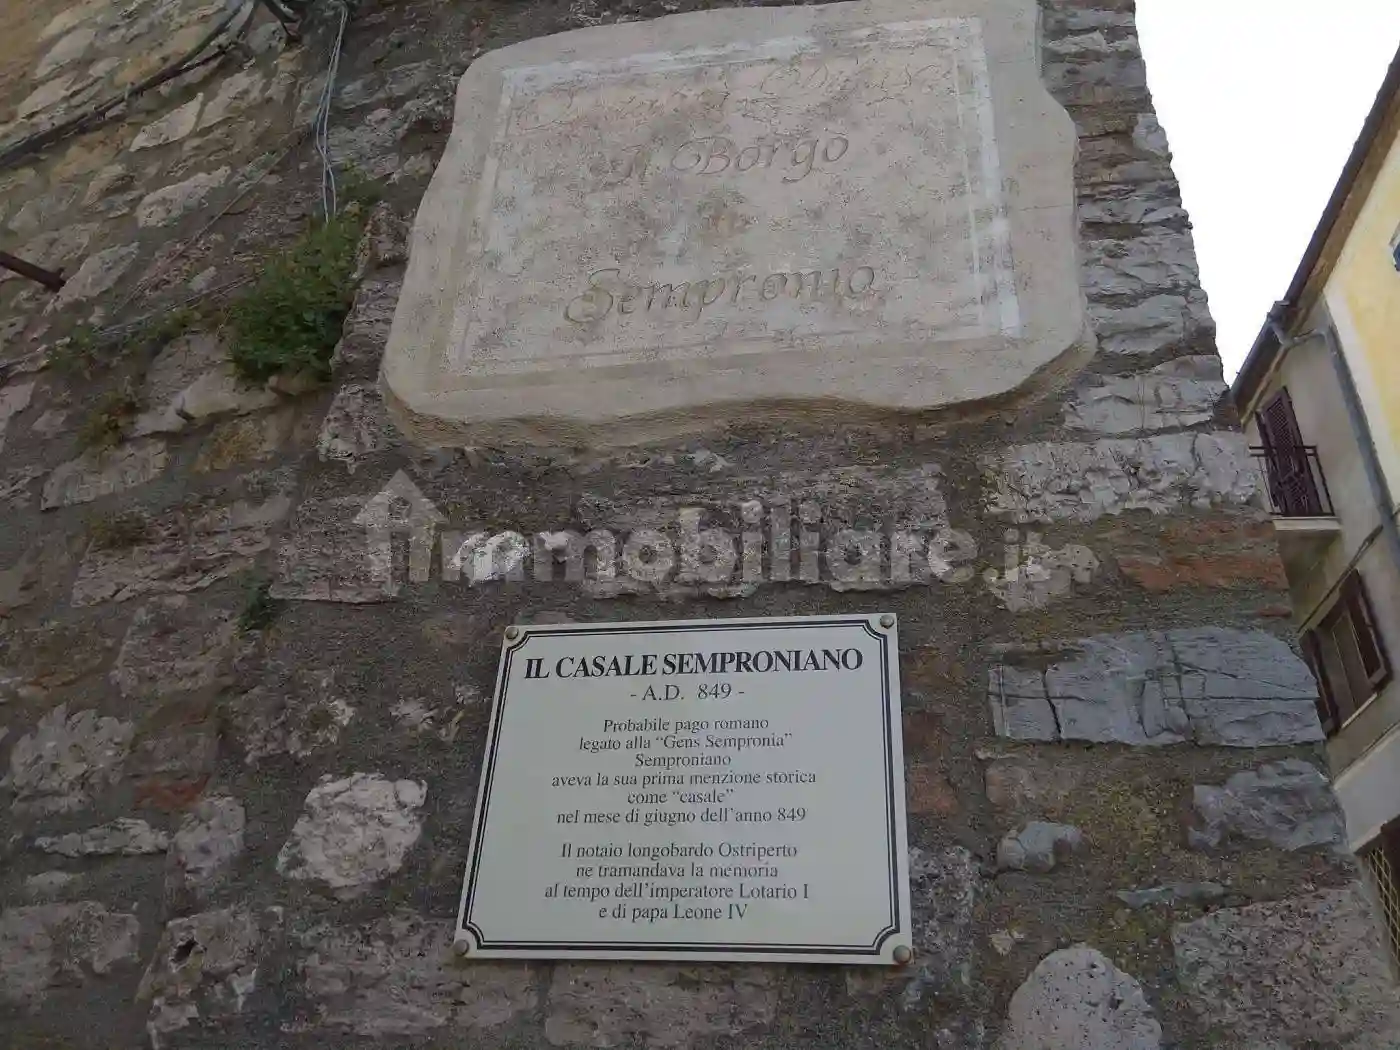 Il Borgo
Sempronio
immobiliare.it
IL CASALE SEMPRONIANO
- A.D. 849 -
Probabile pago romano
legato alla "Gens Sempronia"
Semproniano
aveva la sua prima menzione storica
come "casale"
nel mese di giugno dell'anno 849
Il notaio longobardo Ostriperto
ne tramandava la memoria
al tempo dell'imperatore Lotario I
e di papa Leone IV